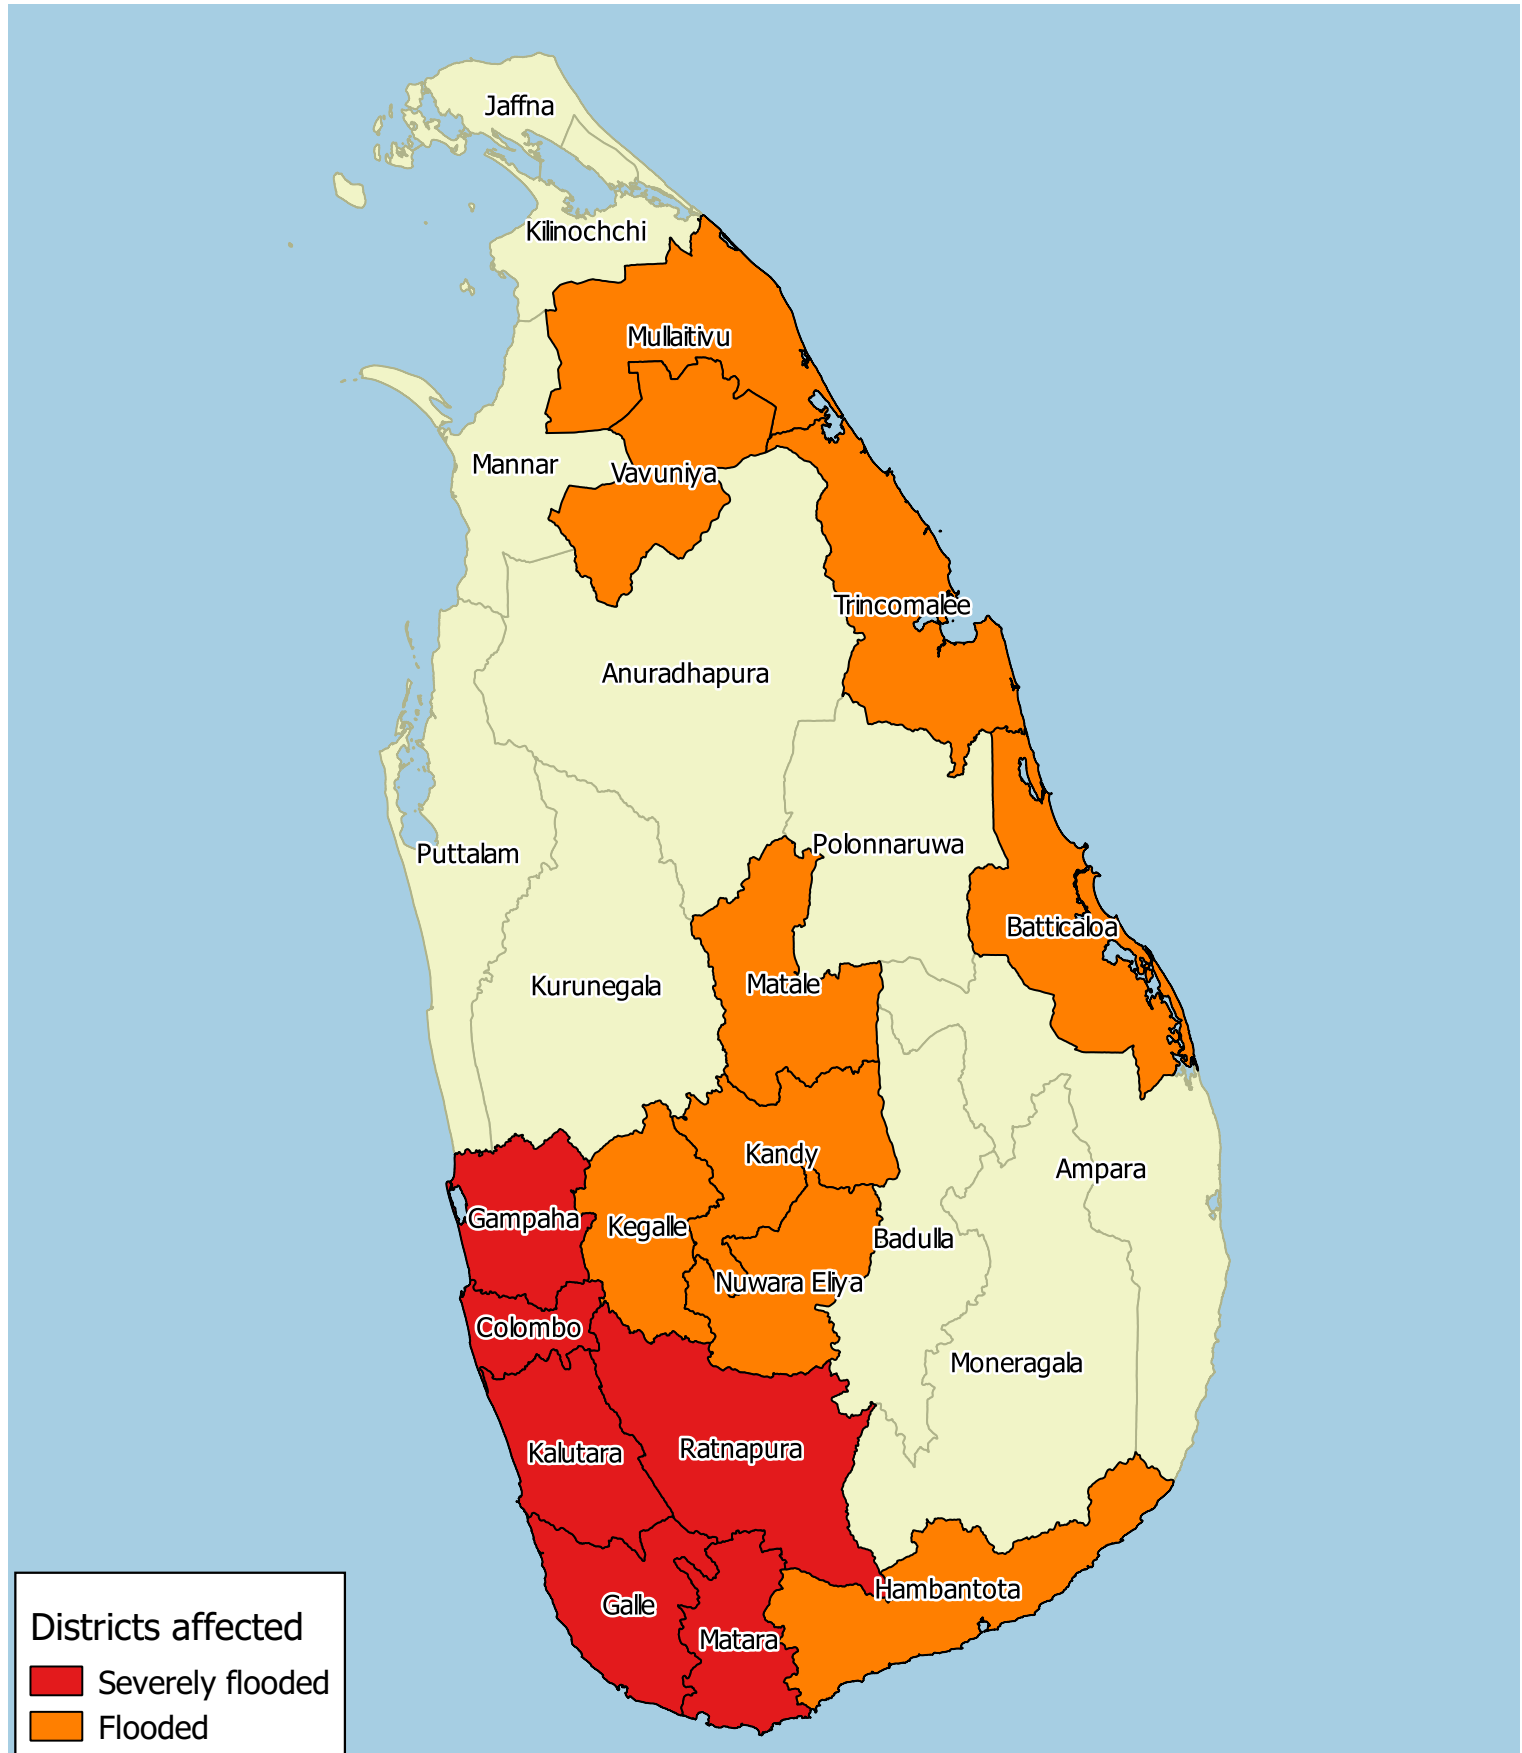 Jaffna
Kilinochchi
Mullaitivu
Mannar
Vavuniya
Trincomalee
Anuradhapura
Polonnaruwa
Puttalam
Batticaloa
Matale
Kurunegala
Kandy
Ampara
Gampaha
Kegalle
Badulla
Nuwara Eliya
Colombo
Moneragala
Ratnapura
Kalutara
Hambantota
Galle
Matara
Districts affected
Severely flooded
Flooded